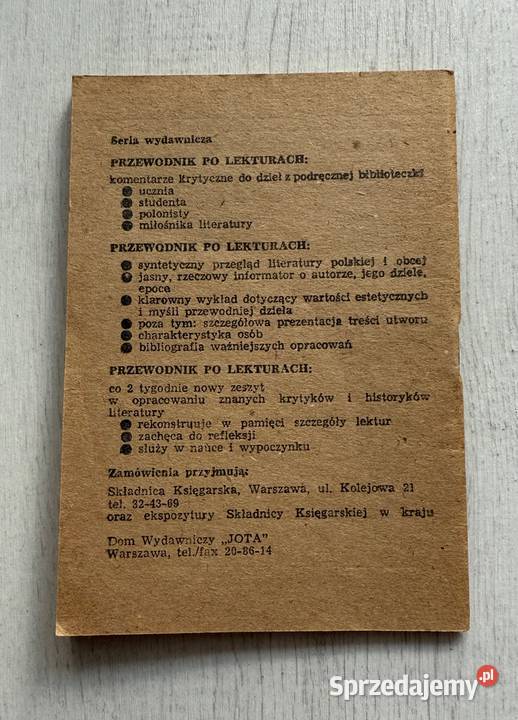 Seria wydawnicza
PRZEWODNIK PO LEKTURACH:
komentarze krytyczne do dzieł z podręcznej biblioteczki
● ucznia
● studenta
● polonisty
● miłośnika literatury
PRZEWODNIK PO LEKTURACH:
● syntetyczny przegląd literatury polskiej i obcej
● jasny, rzeczowy informator o autorze, jego dziele,
epoce
● klarowny wykład dotyczący wartości estetycznych
i myśli przewodniej dzieła
● poza tym: szczegółowa prezentacja treści utworu
● charakterystyka osób
● bibliografia ważniejszych opracowań
PRZEWODNIK PO LEKTURACH:
co 2 tygodnie nowy zeszyt
w opracowaniu znanych krytyków i historyków
literatury
● rekonstruuje w pamięci szczegóły lektur
● zachęca do refleksji
● służy w nauce i wypoczynku
Zamówienia przyjmują:
Składnica Księgarska, Warszawa, ul. Kolejowa 21
tel. 32-43-69
oraz ekspozytury Składnicy Księgarskiej w kraju
Dom Wydawniczy „JOTA"
Warszawa, tel./fax 20-86-14
Sprzedajemy.pl